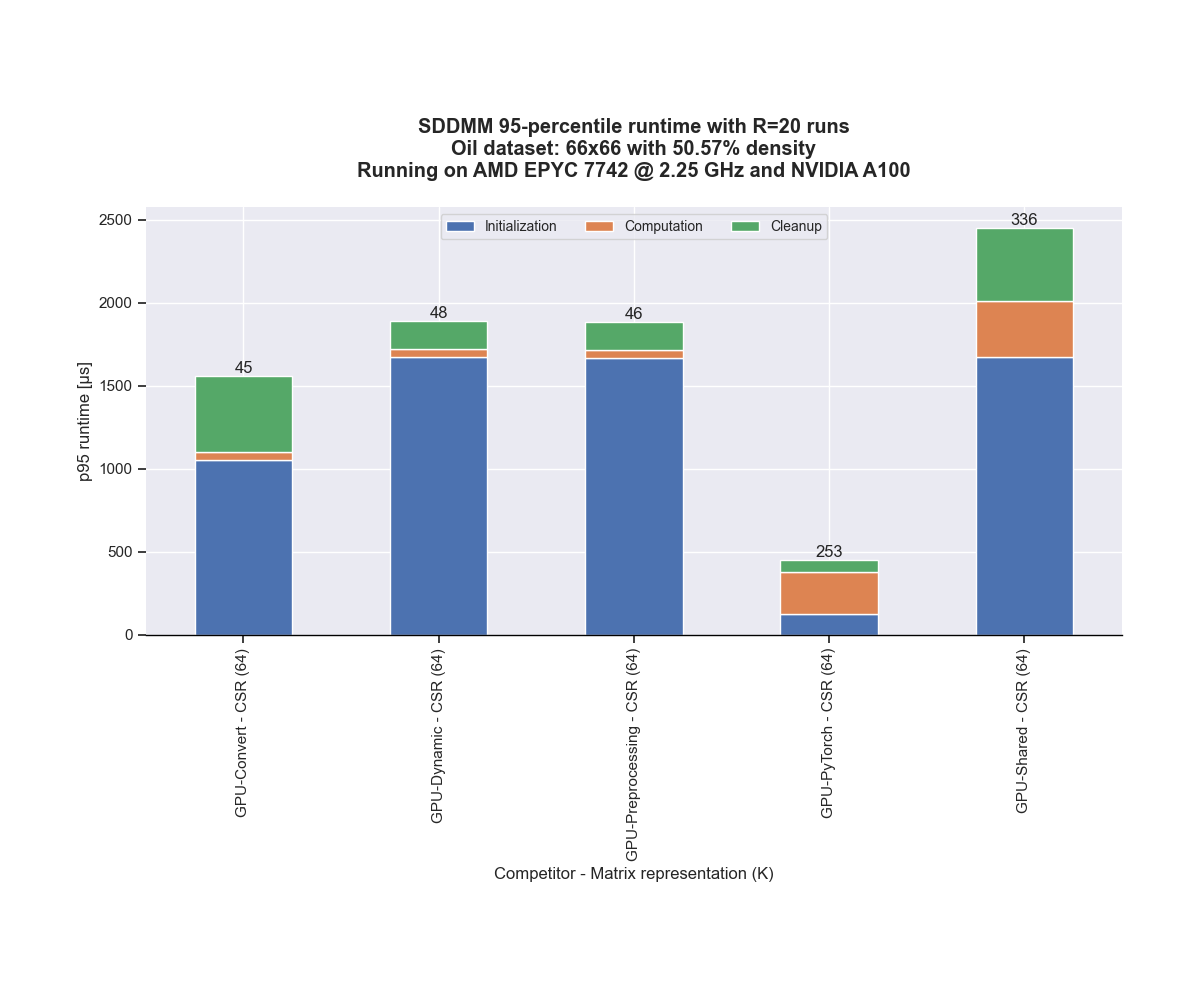 SDDMM 95-percentile runtime with R=20 runs
Oil dataset: 66x66 with 50.57% density
Running on AMD EPYC 7742 @ 2.25 GHz and NVIDIA A100
Initialization
Computation
Cleanup
p95 runtime [µs]
2500
2000
1500
1000
500
0
45
48
46
253
336
GPU-Convert - CSR (64)
GPU-Dynamic - CSR (64)
GPU-Preprocessing - CSR (64)
GPU-PyTorch - CSR (64)
GPU-Shared - CSR (64)
Competitor - Matrix representation (K)